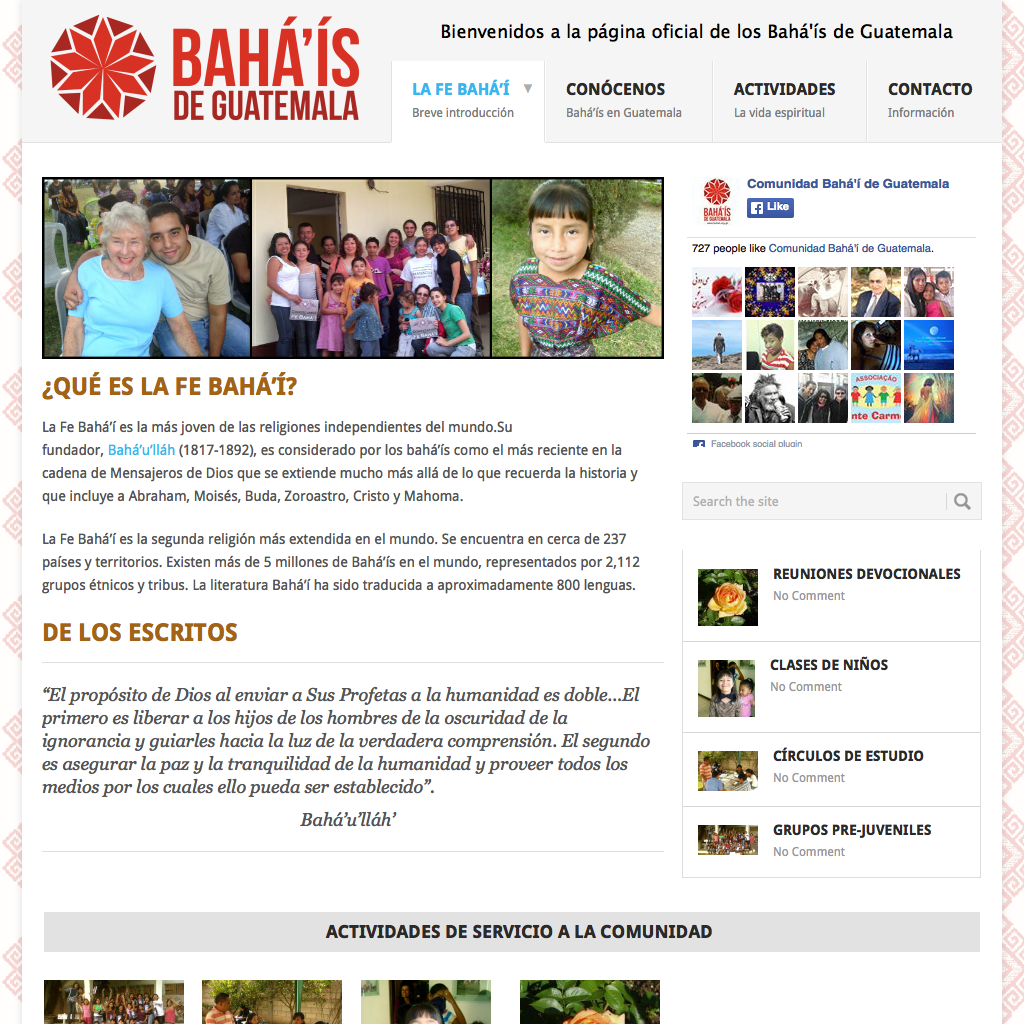 BAHÁ'ÍS
DE GUATEMALA
Bienvenidos a la página oficial de los Bahá'ís de Guatemala
LA FE BAHÁ'Í ▼
Breve introducción
CONÓCENOS
Bahá'ís en Guatemala
ACTIVIDADES
La vida espiritual
CONTACTO
Información
FE BAHÁ
¿QUÉ ES LA FE BAHÁ'Í?
La Fe Bahá'í es la más joven de las religiones independientes del mundo.Su
fundador, Bahá'u'lláh (1817-1892), es considerado por los bahá'ís como el más reciente en la
cadena de Mensajeros de Dios que se extiende mucho más allá de lo que recuerda la historia y
que incluye a Abraham, Moisés, Buda, Zoroastro, Cristo y Mahoma.
La Fe Bahá'í es la segunda religión más extendida en el mundo. Se encuentra en cerca de 237
países y territorios. Existen más de 5 millones de Bahá'ís en el mundo, representados por 2,112
grupos étnicos y tribus. La literatura Bahá'í ha sido traducida a aproximadamente 800 lenguas.
DE LOS ESCRITOS
“El propósito de Dios al enviar a Sus Profetas a la humanidad es doble…El
primero es liberar a los hijos de los hombres de la oscuridad de la
ignorancia y guiarles hacia la luz de la verdadera comprensión. El segundo
es asegurar la paz y la tranquilidad de la humanidad y proveer todos los
medios por los cuales ello pueda ser establecido”.
Bahá’u’lláh’
BAHÁ'ÍS
DE GUATEMALA
Comunidad Bahá'í de Guatemala
Like
727 people like Comunidad Bahá'í de Guatemala.
ASSOCIAÇÃO
nte Carm
Facebook social plugin
Search the site
REUNIONES DEVOCIONALES
No Comment
CLASES DE NIÑOS
No Comment
CÍRCULOS DE ESTUDIO
No Comment
GRUPOS PRE-JUVENILES
No Comment
ACTIVIDADES DE SERVICIO A LA COMUNIDAD